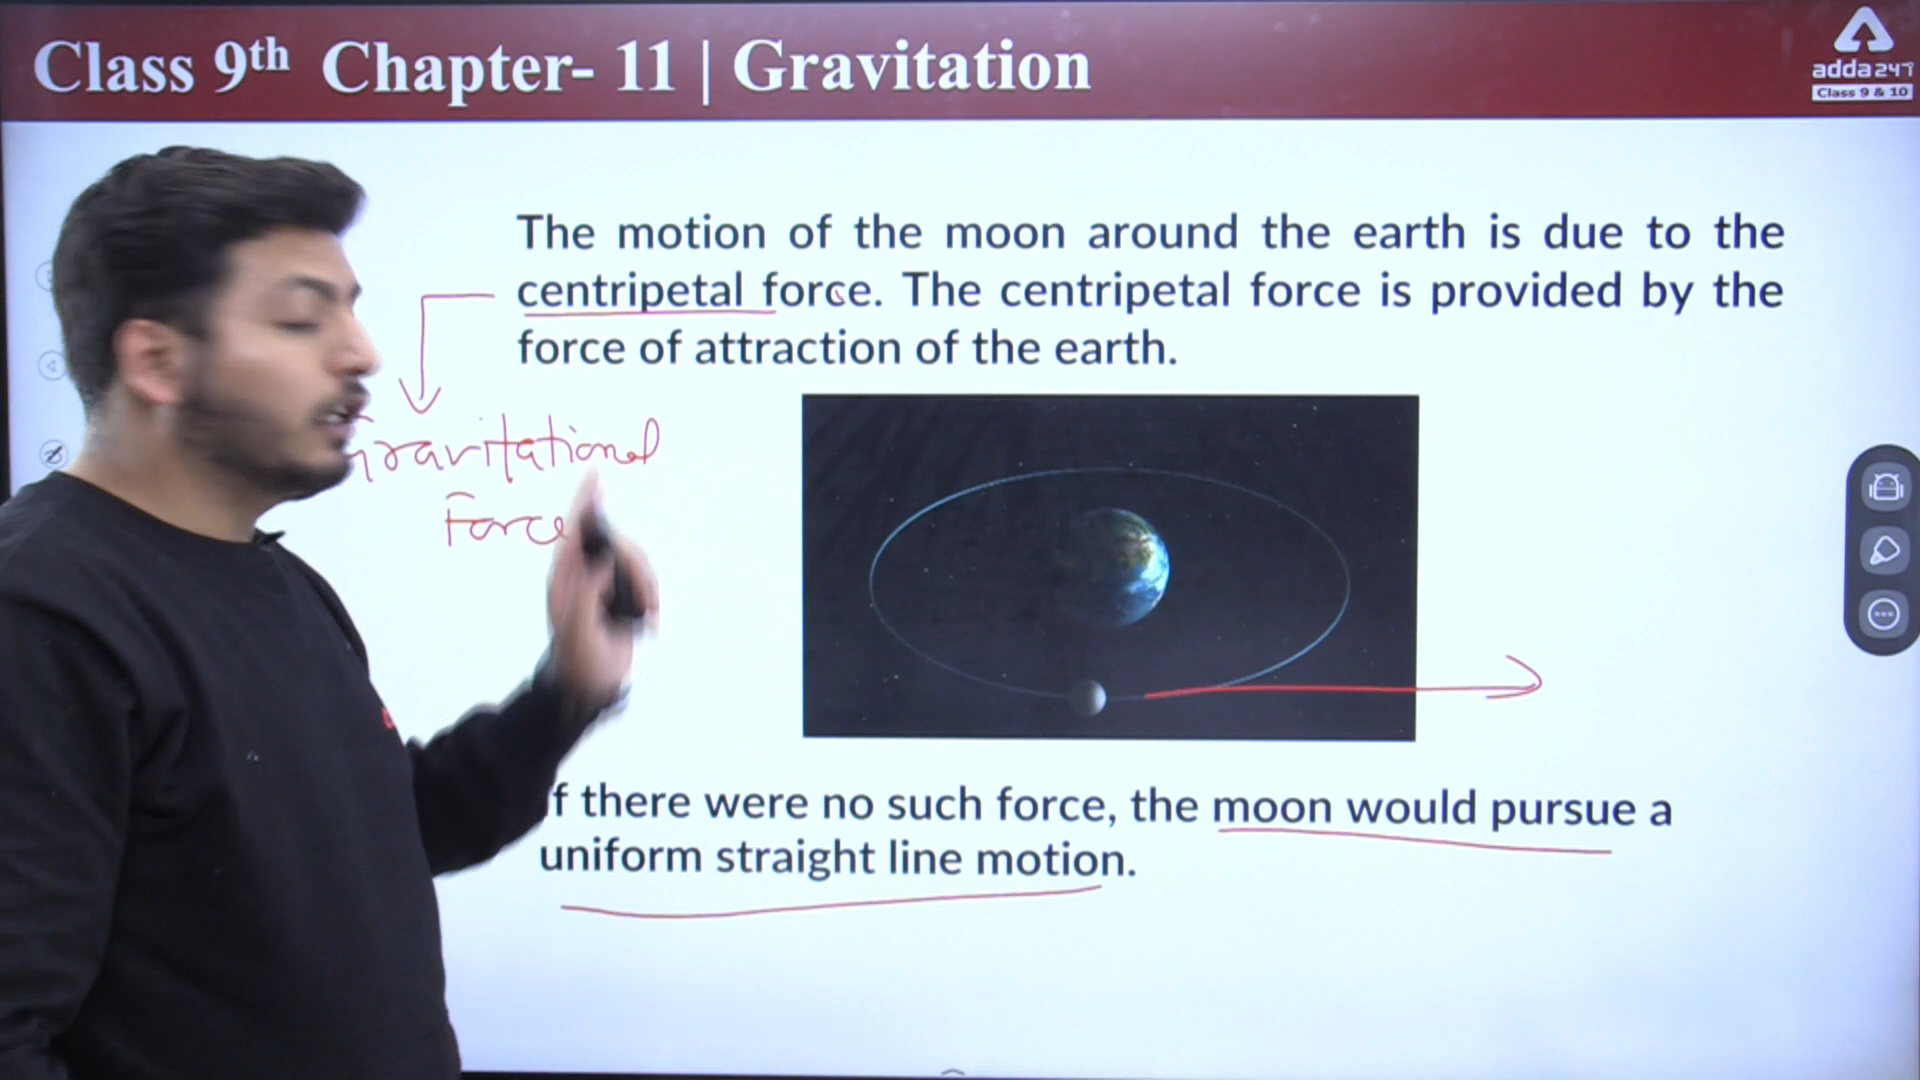 Class 9th Chapter- 11 | Gravitation
adda247
Class 9 & 10
The motion of the moon around the earth is due to the
centripetal force. The centripetal force is provided by the
force of attraction of the earth.
Gravitational
Force
f there were no such force, the moon would pursue a
uniform straight line motion.